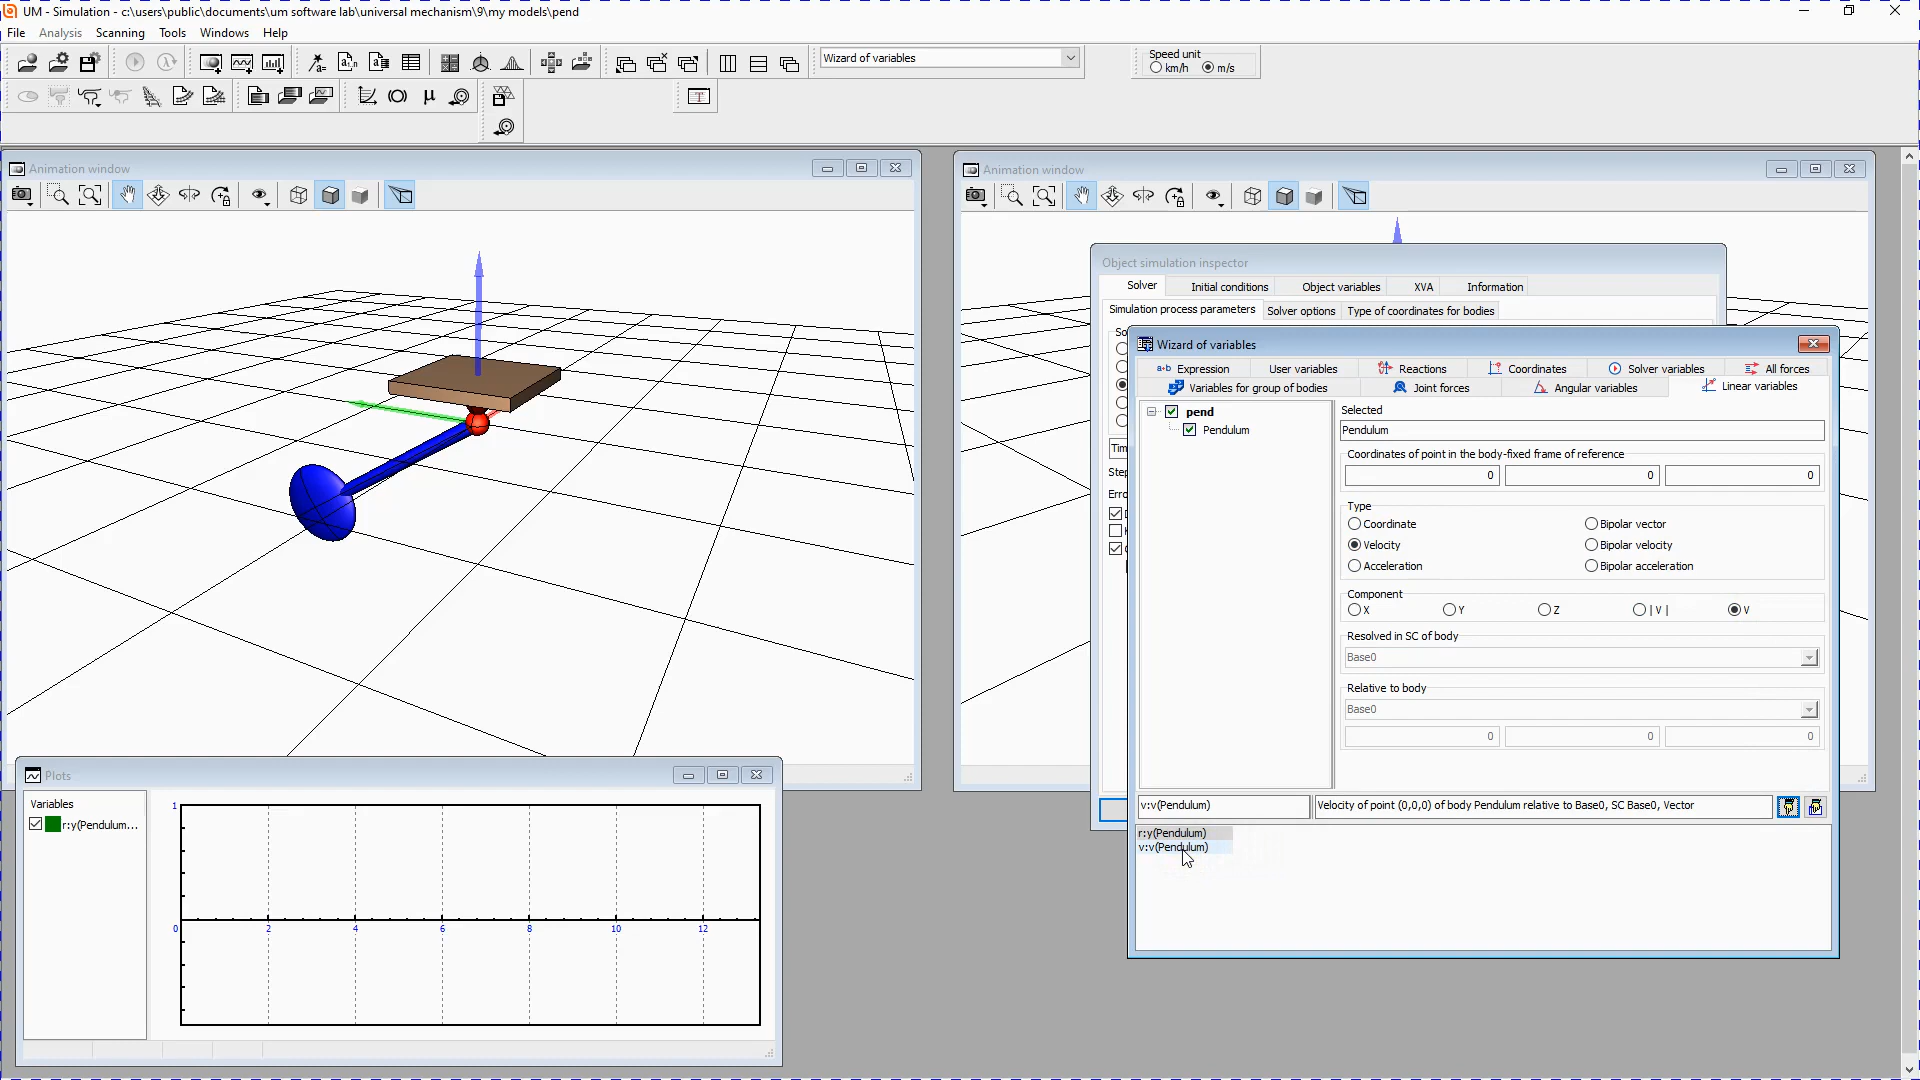 UM - Simulation - c:\users\public\documents\um software lab\universal mechanism\9\my models\pend
File Analysis Scanning Tools Windows Help
Wizard of variables
Speed unit
km/h m/s
Animation window
Animation window
Object simulation inspector
Solver Initial conditions Object variables XVA Information
Simulation process parameters Solver options Type of coordinates for bodies
So
Tim
Step
Erro
Wizard of variables
a+b Expression User variables Reactions Coordinates Solver variables All forces
Variables for group of bodies Joint forces Angular variables Linear variables
pend
Pendulum
Selected
Pendulum
Coordinates of point in the body-fixed frame of reference
0 0 0
Type
Coordinate Bipolar vector
Velocity Bipolar velocity
Acceleration Bipolar acceleration
Component
X Y Z | V | V
Resolved in SC of body
Base0
Relative to body
Base0
0 0 0
v:v(Pendulum) Velocity of point (0,0,0) of body Pendulum relative to Base0, SC Base0, Vector
r:y(Pendulum)
v:v(Pendulum)
Plots
Variables
r:y(Pendulum...
1
0 2 4 6 8 10 12